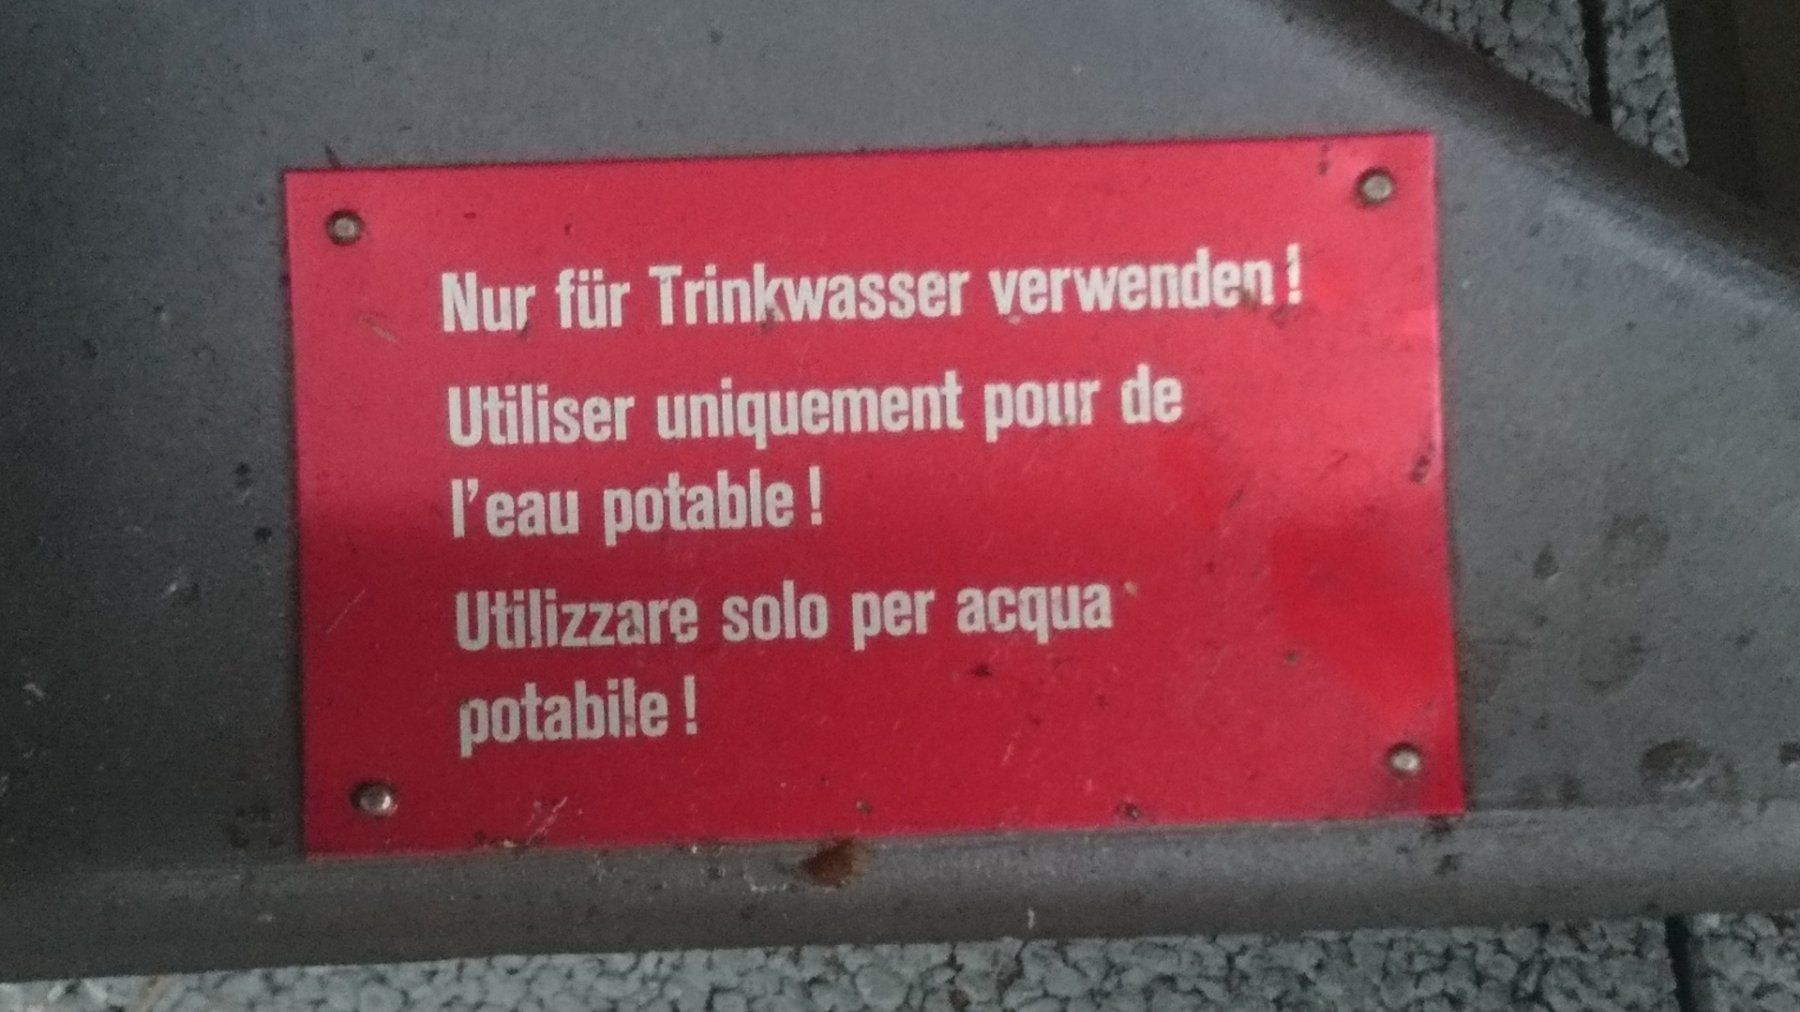 Nur für Trinkwasser verwenden!
Utiliser uniquement pour de
l'eau potable!
Utilizzare solo per acqua
potabile!